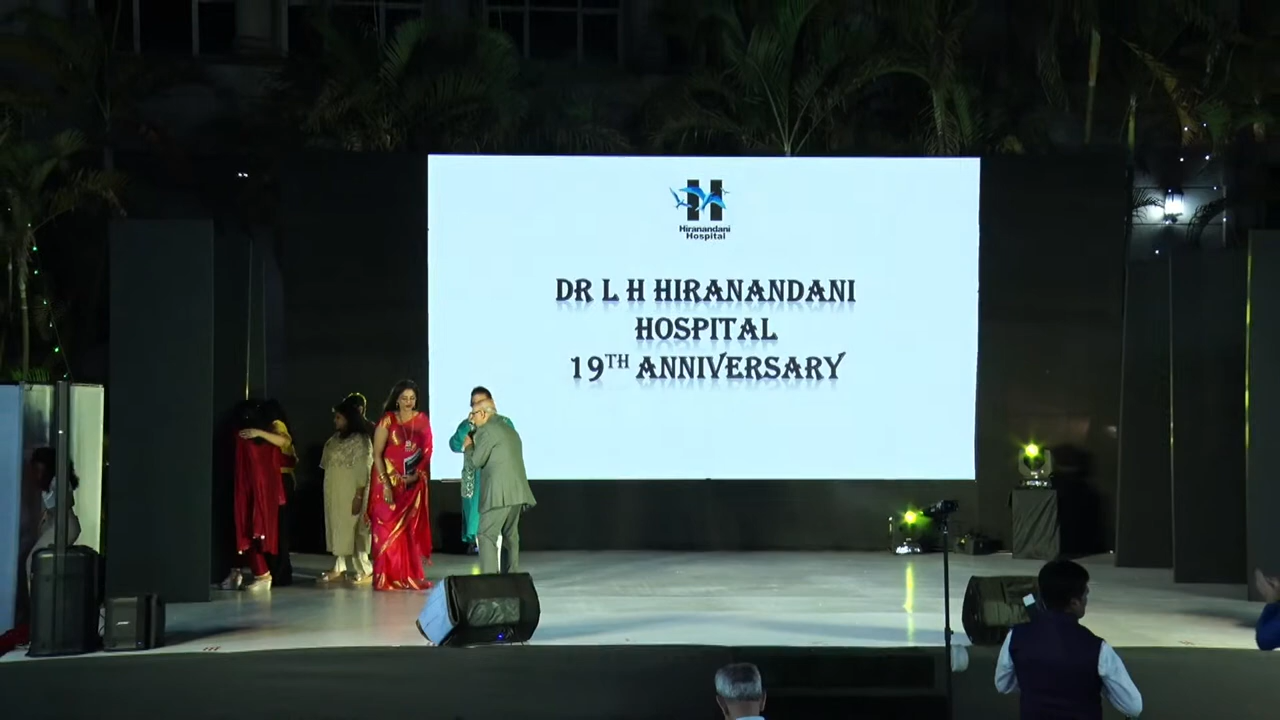 H
Hiranandani
Hospital
DR L H HIRANANDANI
HOSPITAL
19TH ANNIVERSARY